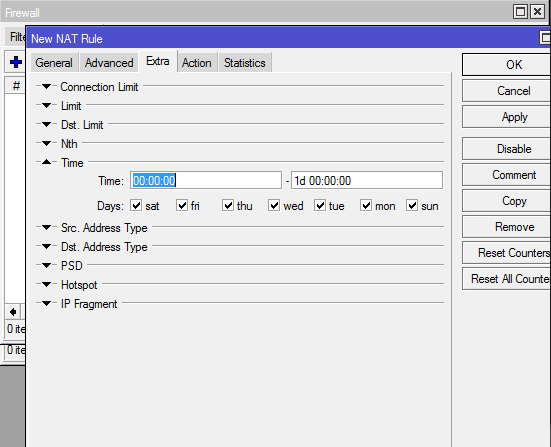 Firewall
New NAT Rule
Filte
General Advanced Extra Action Statistics
#
Connection Limit
Limit
Dst. Limit
Nth
Time
Time: 00:00:00 - 1d 00:00:00
Days: sat fri thu wed tue mon sun
Src. Address Type
Dst. Address Type
PSD
Hotspot
IP Fragment
OK
Cancel
Apply
Disable
Comment
Copy
Remove
Reset Counters
Reset All Counte
0 ite
0 ite